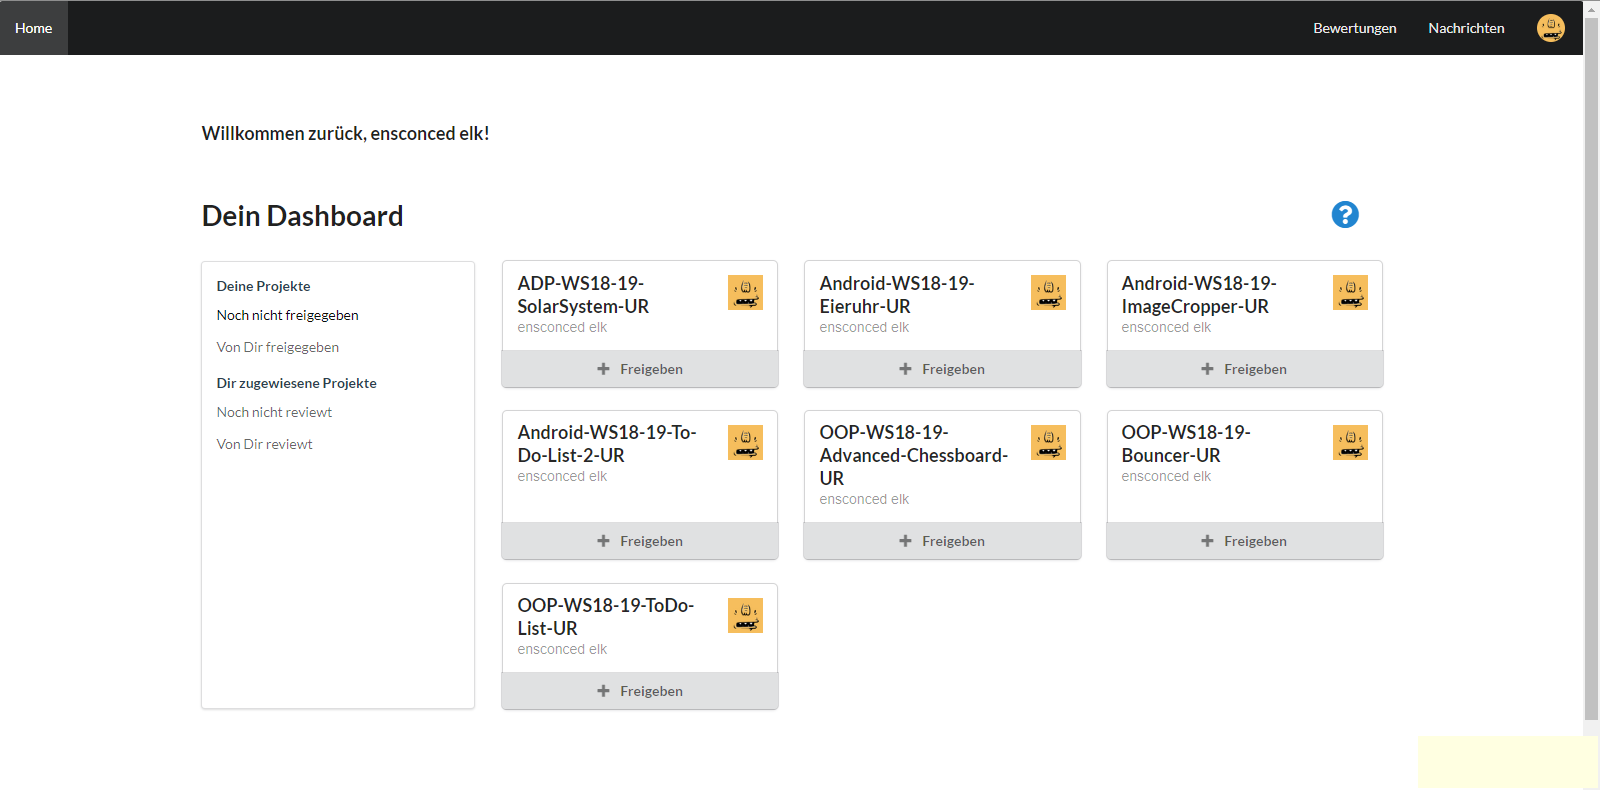 Home
Bewertungen
Nachrichten
Willkommen zurück, ensconced elk!
Dein Dashboard
Deine Projekte
Noch nicht freigegeben
Von Dir freigegeben
Dir zugewiesene Projekte
Noch nicht reviewt
Von Dir reviewt
ADP-WS18-19-
SolarSystem-UR
ensconced elk
Freigeben
Android-WS18-19-
Eieruhr-UR
ensconced elk
Freigeben
Android-WS18-19-
ImageCropper-UR
ensconced elk
Freigeben
Android-WS18-19-To-
Do-List-2-UR
ensconced elk
Freigeben
OOP-WS18-19-
Advanced-Chessboard-
UR
ensconced elk
Freigeben
OOP-WS18-19-
Bouncer-UR
ensconced elk
Freigeben
OOP-WS18-19-ToDo-
List-UR
ensconced elk
Freigeben